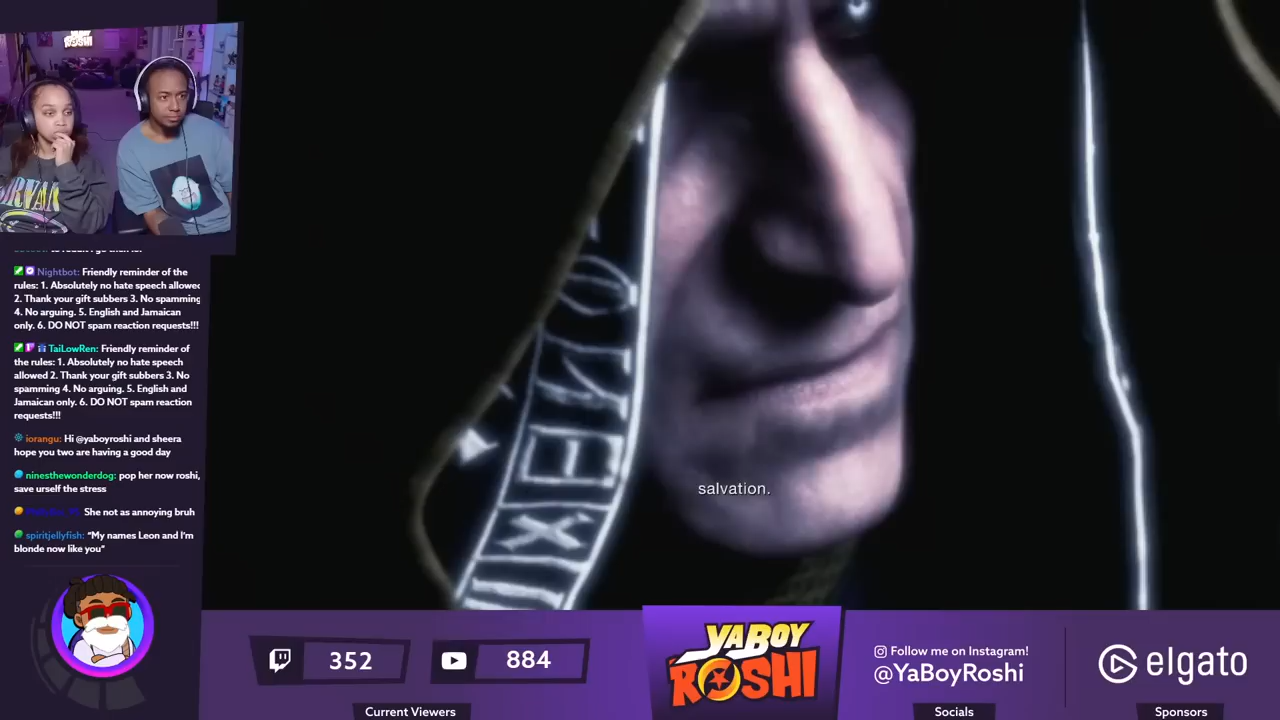 YABOY
ROSHI
NIRVANA
Nightbot: Friendly reminder of the
rules: 1. Absolutely no hate speech allowed
2. Thank your gift subbers 3. No spamming
4. No arguing. 5. English and Jamaican
only. 6. DO NOT spam reaction requests!!!
TaiLowRen: Friendly reminder of
the rules: 1. Absolutely no hate speech
allowed 2. Thank your gift subbers 3. No
spamming 4. No arguing. 5. English and
Jamaican only. 6. DO NOT spam reaction
requests!!!
iorangu: Hi @yaboyroshi and sheera
hope you two are having a good day
ninesthewonderdog: pop her now roshi,
save urself the stress
She not as annoying bruh
spiritjellyfish: “My names Leon and I’m
blonde now like you”
salvation.
352
884
Current Viewers
YABOY
ROSHI
Follow me on Instagram!
@YaBoyRoshi
Socials
elgato
Sponsors